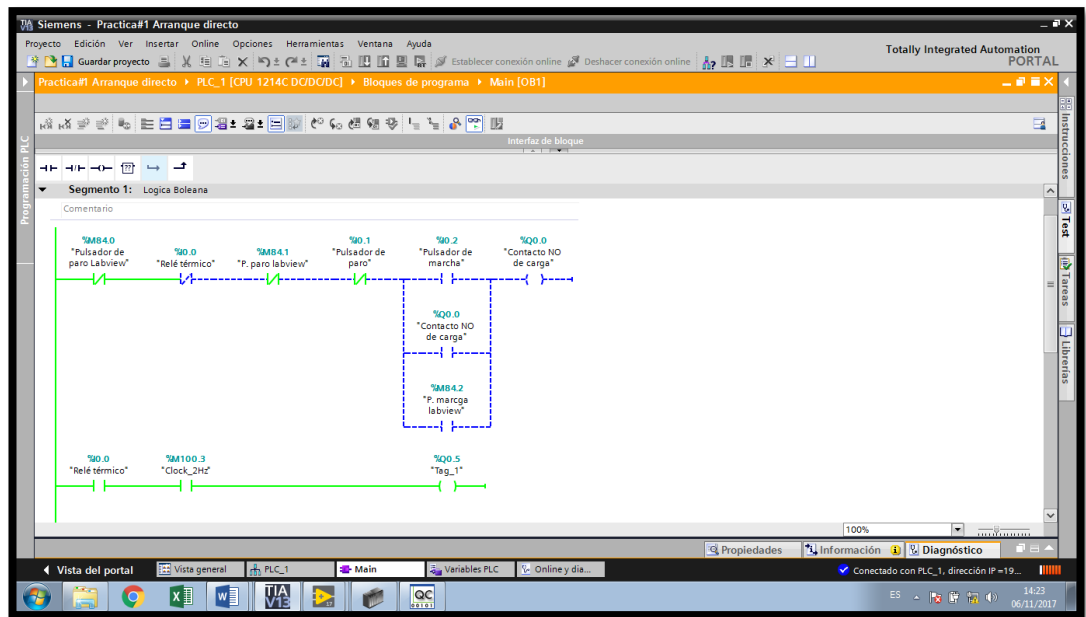 Siemens - Practica#1 Arranque directo
Proyecto Edición Ver Insertar Online Opciones Herramientas Ventana Ayuda
Totally Integrated Automation
PORTAL
Guardar proyecto Establecer conexión online Deshacer conexión online
Practica#1 Arranque directo PLC_1 [CPU 1214C DC/DC/DC] Bloques de programa Main [OB1]
Interfaz de bloque
Programación PLC
Instrucciones
Test
Tareas
Librerías
Segmento 1: Logica Boleana
Comentario
%M84.0
"Pulsador de
paro Labview"
%I0.0
"Relé térmico"
%M84.1
"P. paro labview"
%I0.1
"Pulsador de
paro"
%I0.2
"Pulsador de
marcha"
%Q0.0
"Contacto NO
de carga"
%Q0.0
"Contacto NO
de carga"
%M84.2
"P. marcga
labview"
%I0.0
"Relé térmico"
%M100.3
"Clock_2Hz"
%Q0.5
"Tag_1"
100%
Propiedades Información Diagnóstico
Vista del portal Vista general PLC_1 Main Variables PLC Online y dia...
Conectado con PLC_1, dirección IP =19...
TIA
V13
QC
ES
14:23
06/11/2017